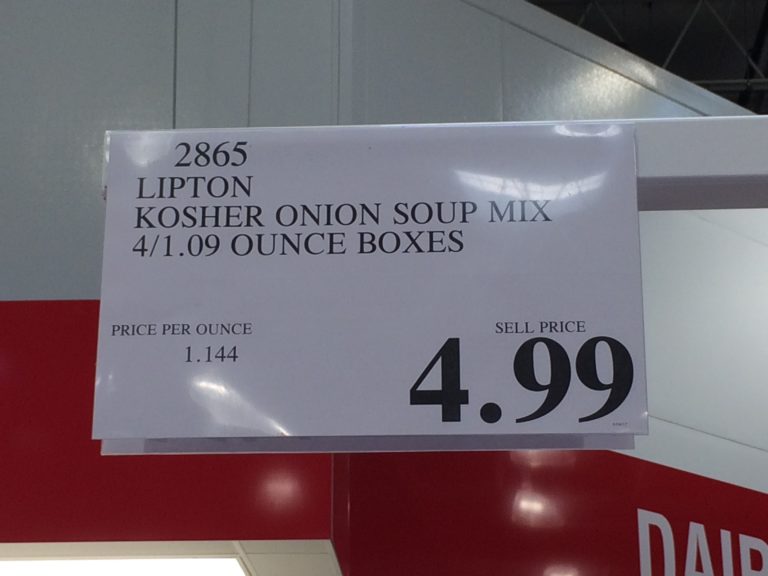 2865
LIPTON
KOSHER ONION SOUP MIX
4/1.09 OUNCE BOXES
PRICE PER OUNCE
1.144
SELL PRICE
4.99
DAIR